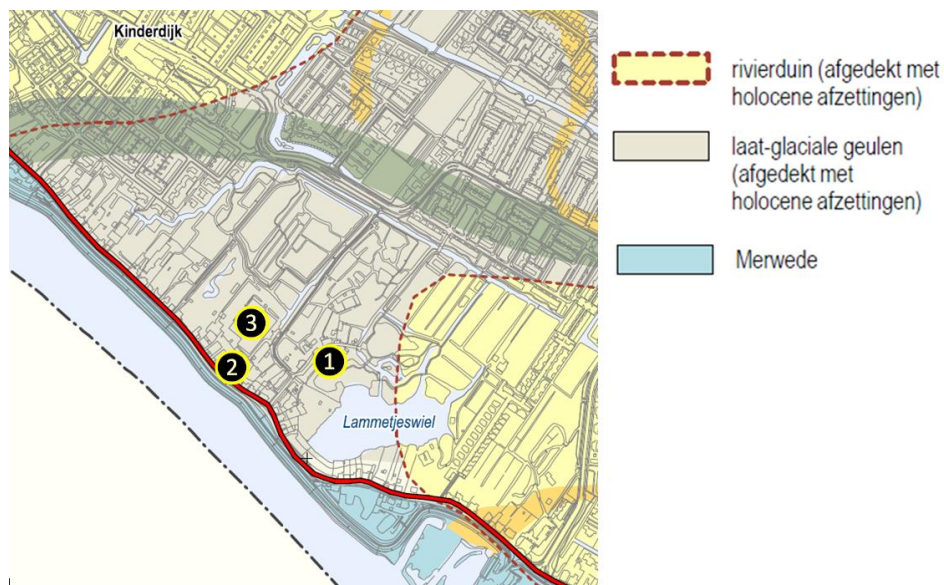 Kinderdijk
rivierduin (afgedekt met
holocene afzettingen)
laat-glaciale geulen
(afgedekt met
holocene afzettingen)
Merwede
3
2
1
Lammetjeswiel